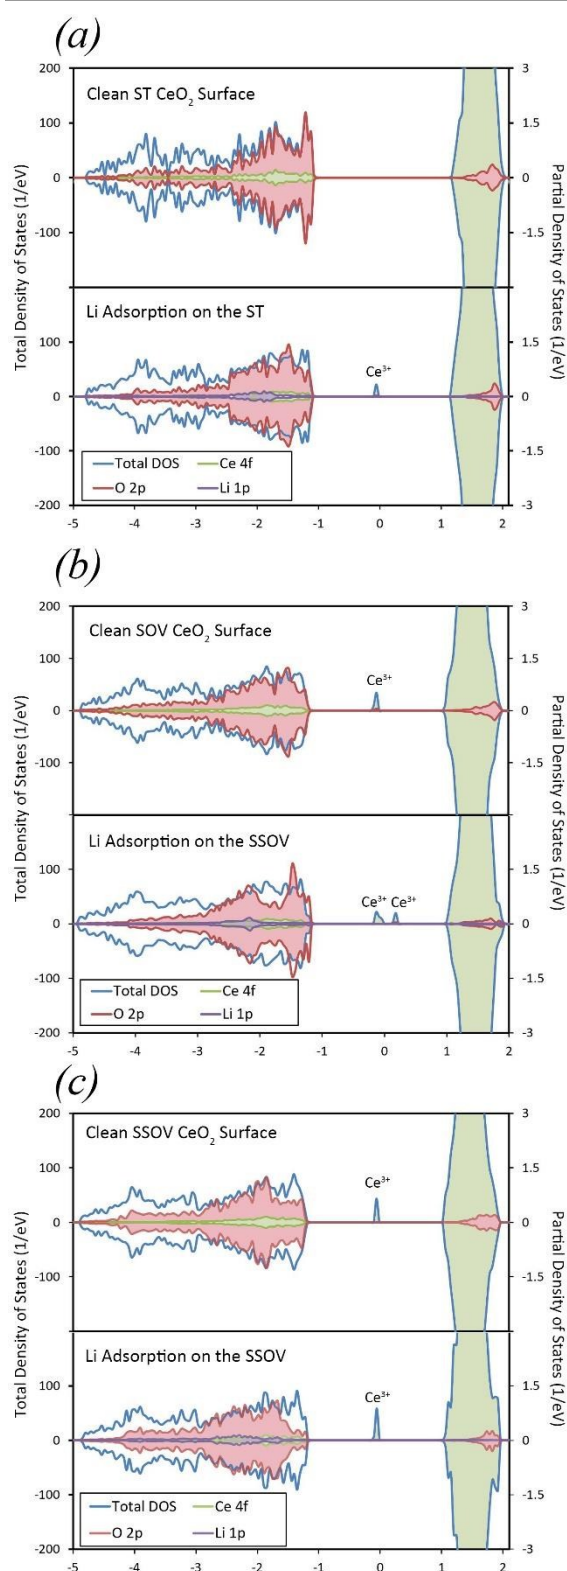 (a)
200
3
Clean ST CeO₂ Surface
100
1.5
0
0
-100
-1.5
Total Density of States (1/eV)
Partial Density of States (1/eV)
Li Adsorption on the ST
100
1.5
Ce³⁺
0
0
-100
-1.5
Total DOS
Ce 4f
O 2p
Li 1p
-200
-3
-5 -4 -3 -2 -1 0 1 2
(b)
200
3
Clean SOV CeO₂ Surface
100
1.5
Ce³⁺
0
0
-100
-1.5
Total Density of States (1/eV)
Partial Density of States (1/eV)
Li Adsorption on the SSOV
100
1.5
Ce³⁺ Ce³⁺
0
0
-100
-1.5
Total DOS
Ce 4f
O 2p
Li 1p
-200
-3
-5 -4 -3 -2 -1 0 1 2
(c)
200
3
Clean SSOV CeO₂ Surface
100
1.5
Ce³⁺
0
0
-100
-1.5
Total Density of States (1/eV)
Partial Density of States (1/eV)
Li Adsorption on the SSOV
100
1.5
Ce³⁺
0
0
-100
-1.5
Total DOS
Ce 4f
O 2p
Li 1p
-200
-3
-5 -4 -3 -2 -1 0 1 2